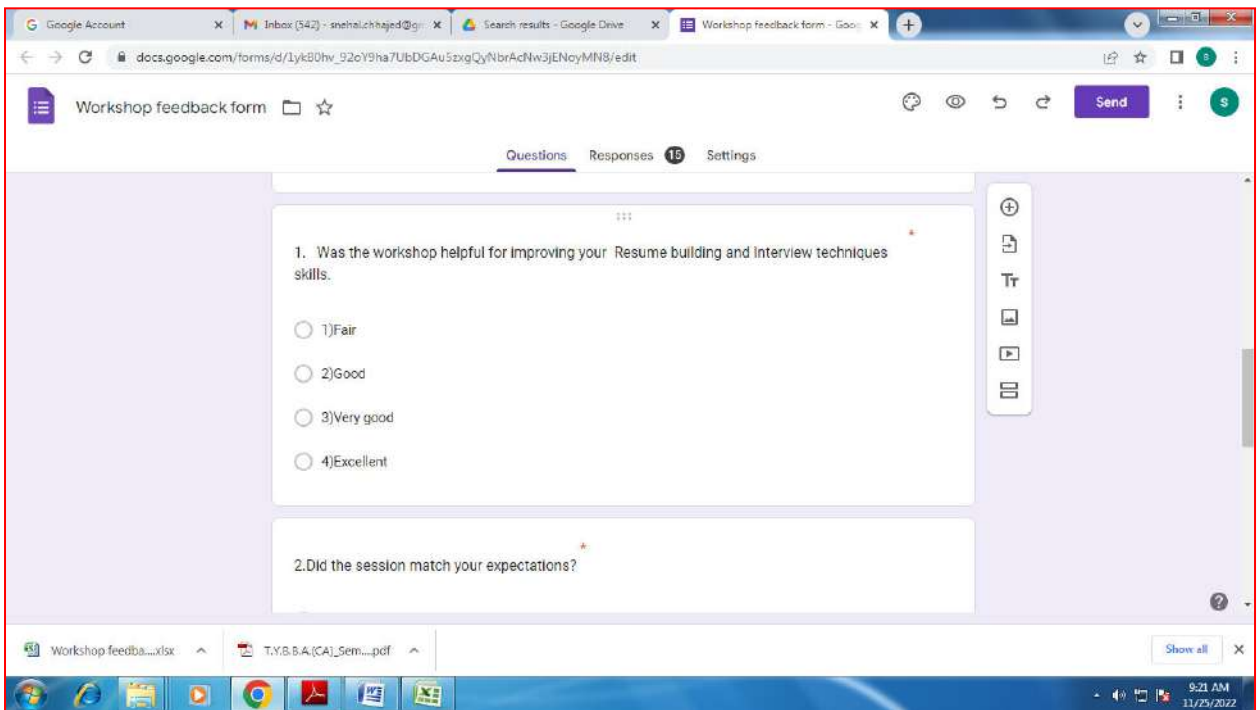 Google Account
Inbox (542) - snehal.chhajed@g
Search results - Google Drive
Workshop feedback form - Goo
docs.google.com/forms/d/1ykB0hv_92oY9ha7UbDGAu5zxgQyNbrAcNw3jENoyMN8/edit
S
Workshop feedback form
Send
S
Questions Responses 15 Settings
*
1. Was the workshop helpful for improving your Resume building and Interview techniques
skills.
Tт
1)Fair
2)Good
3)Very good
4)Excellent
*
2.Did the session match your expectations?
Workshop feedba....xlsx
T.Y.B.B.A.(CA)_Sem....pdf
Show all
9:21 AM
11/25/2022